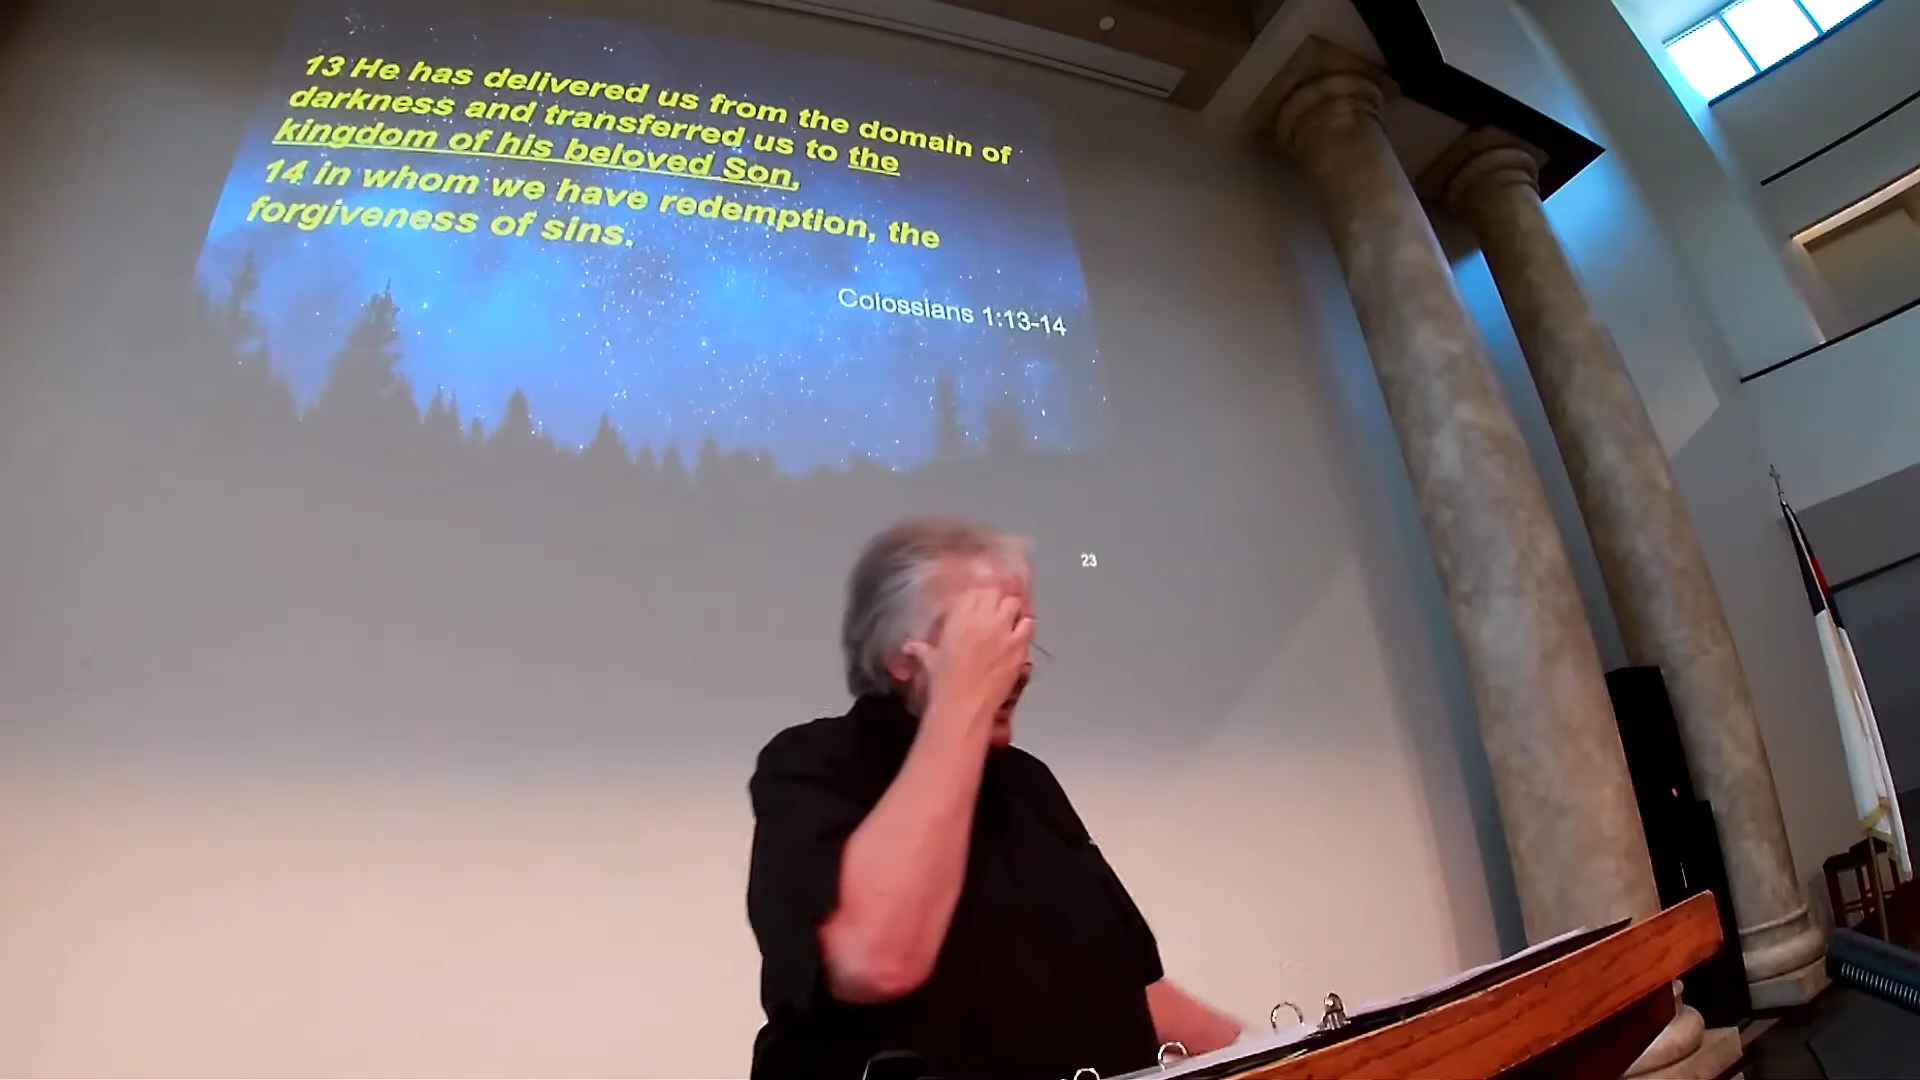 13 He has delivered us from the domain of
darkness and transferred us to the
kingdom of his beloved Son,
14 in whom we have redemption, the
forgiveness of sins.
Colossians 1:13-14
23